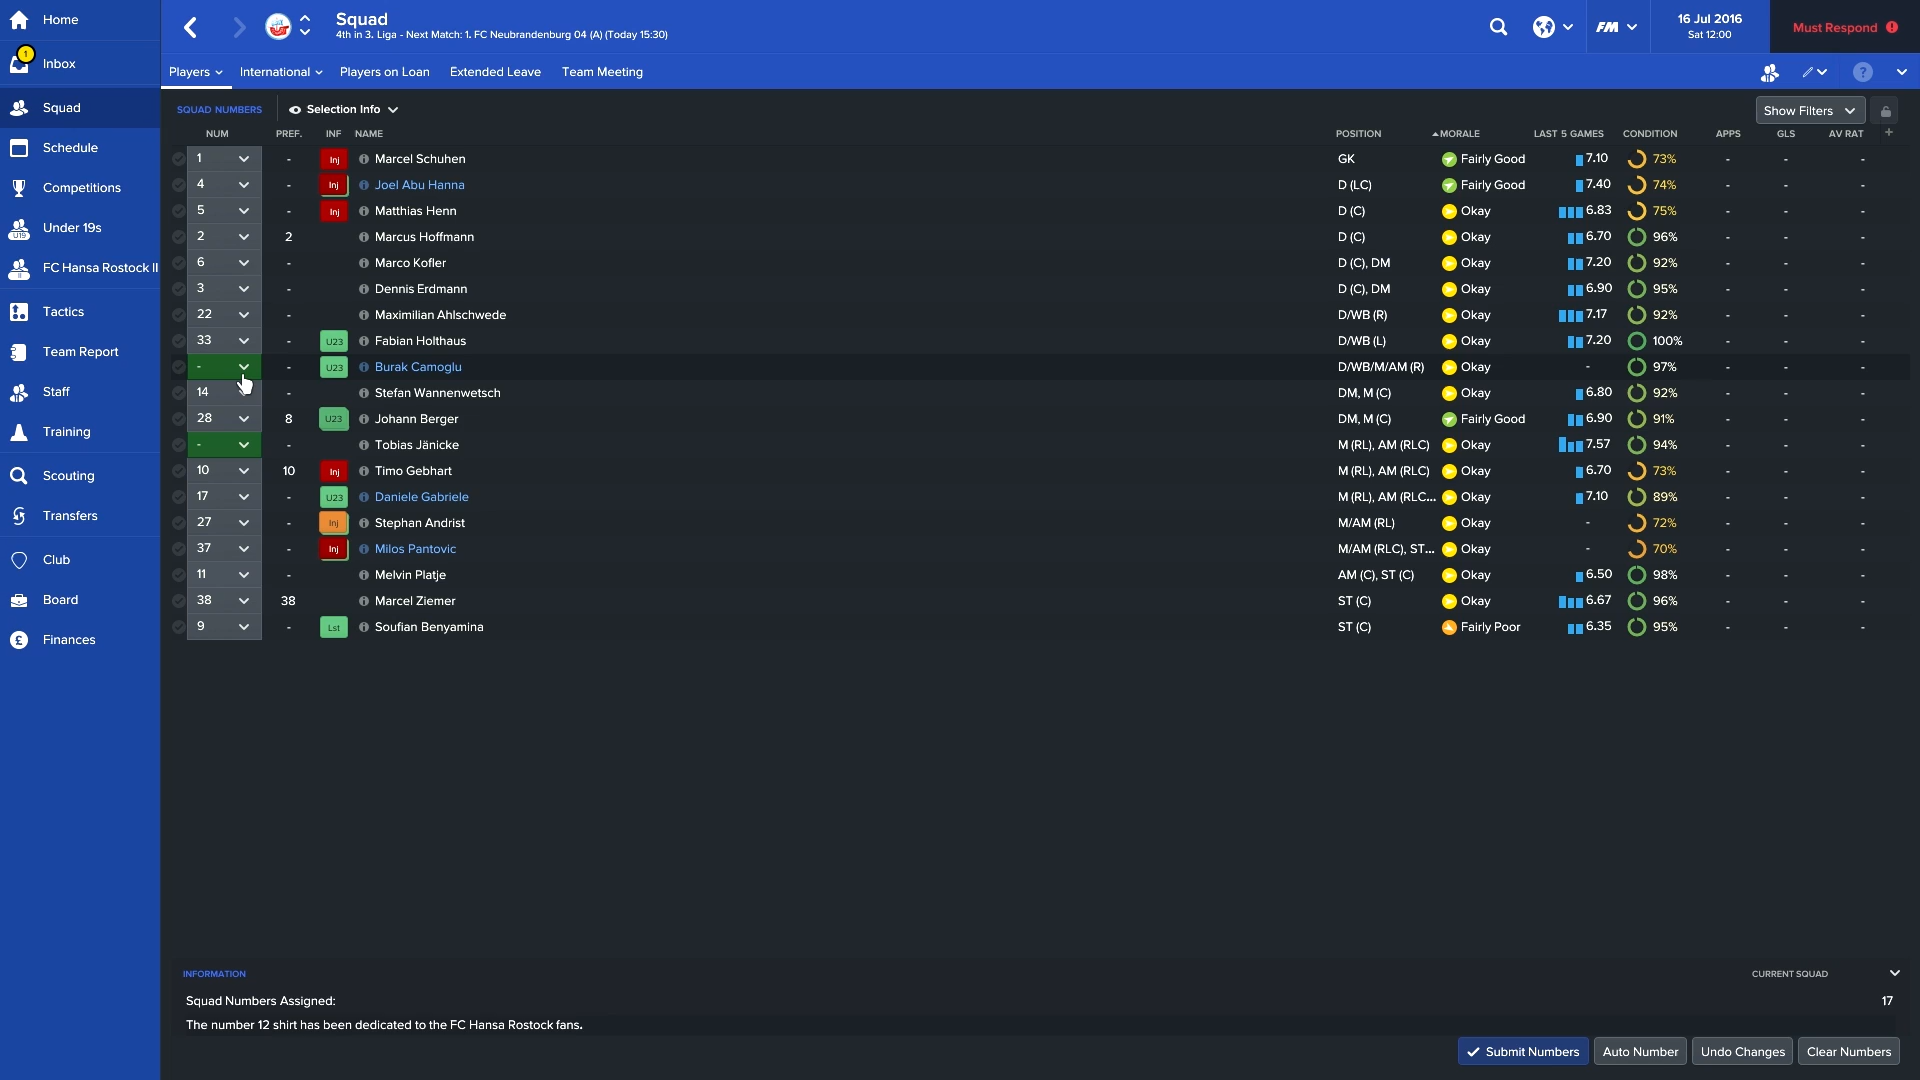 Home
1
Inbox
Squad
Schedule
Competitions
U19
Under 19s
II
FC Hansa Rostock II
Tactics
Team Report
Staff
Training
Scouting
Transfers
Club
Board
£
Finances
Squad
4th in 3. Liga - Next Match: 1. FC Neubrandenburg 04 (A) (Today 15:30)
FM
16 Jul 2016
Sat 12:00
Must Respond !
Players International Players on Loan Extended Leave Team Meeting
?
SQUAD NUMBERS Selection Info Show Filters
NUM PREF. INF NAME POSITION MORALE LAST 5 GAMES CONDITION APPS GLS AV RAT +
1 - Inj Marcel Schuhen GK Fairly Good 7.10 73% - - -
4 - Inj Joel Abu Hanna D (LC) Fairly Good 7.40 74% - - -
5 - Inj Matthias Henn D (C) Okay 6.83 75% - - -
2 2 Marcus Hoffmann D (C) Okay 6.70 96% - - -
6 - Marco Kofler D (C), DM Okay 7.20 92% - - -
3 - Dennis Erdmann D (C), DM Okay 6.90 95% - - -
22 - Maximilian Ahlschwede D/WB (R) Okay 7.17 92% - - -
33 - U23 Fabian Holthaus D/WB (L) Okay 7.20 100% - - -
- - U23 Burak Camoglu D/WB/M/AM (R) Okay - 97% - - -
14 - Stefan Wannenwetsch DM, M (C) Okay 6.80 92% - - -
28 8 U23 Johann Berger DM, M (C) Fairly Good 6.90 91% - - -
- - Tobias Jänicke M (RL), AM (RLC) Okay 7.57 94% - - -
10 10 Inj Timo Gebhart M (RL), AM (RLC) Okay 6.70 73% - - -
17 - U23 Daniele Gabriele M (RL), AM (RLC... Okay 7.10 89% - - -
27 - Inj Stephan Andrist M/AM (RL) Okay - 72% - - -
37 - Inj Milos Pantovic M/AM (RLC), ST... Okay - 70% - - -
11 - Melvin Platje AM (C), ST (C) Okay 6.50 98% - - -
38 38 Marcel Ziemer ST (C) Okay 6.67 96% - - -
9 - Lst Soufian Benyamina ST (C) Fairly Poor 6.35 95% - - -
INFORMATION CURRENT SQUAD
Squad Numbers Assigned: 17
The number 12 shirt has been dedicated to the FC Hansa Rostock fans.
Submit Numbers Auto Number Undo Changes Clear Numbers